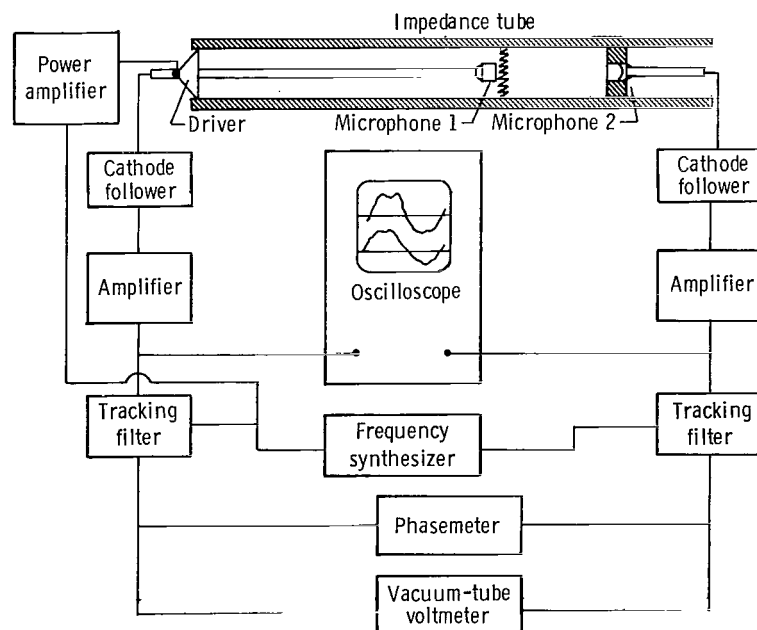 Impedance tube
Power
amplifier
Driver
Microphone 1
Microphone 2
Cathode
follower
Cathode
follower
Amplifier
Oscilloscope
Amplifier
Tracking
filter
Frequency
synthesizer
Tracking
filter
Phasemeter
Vacuum-tube
voltmeter